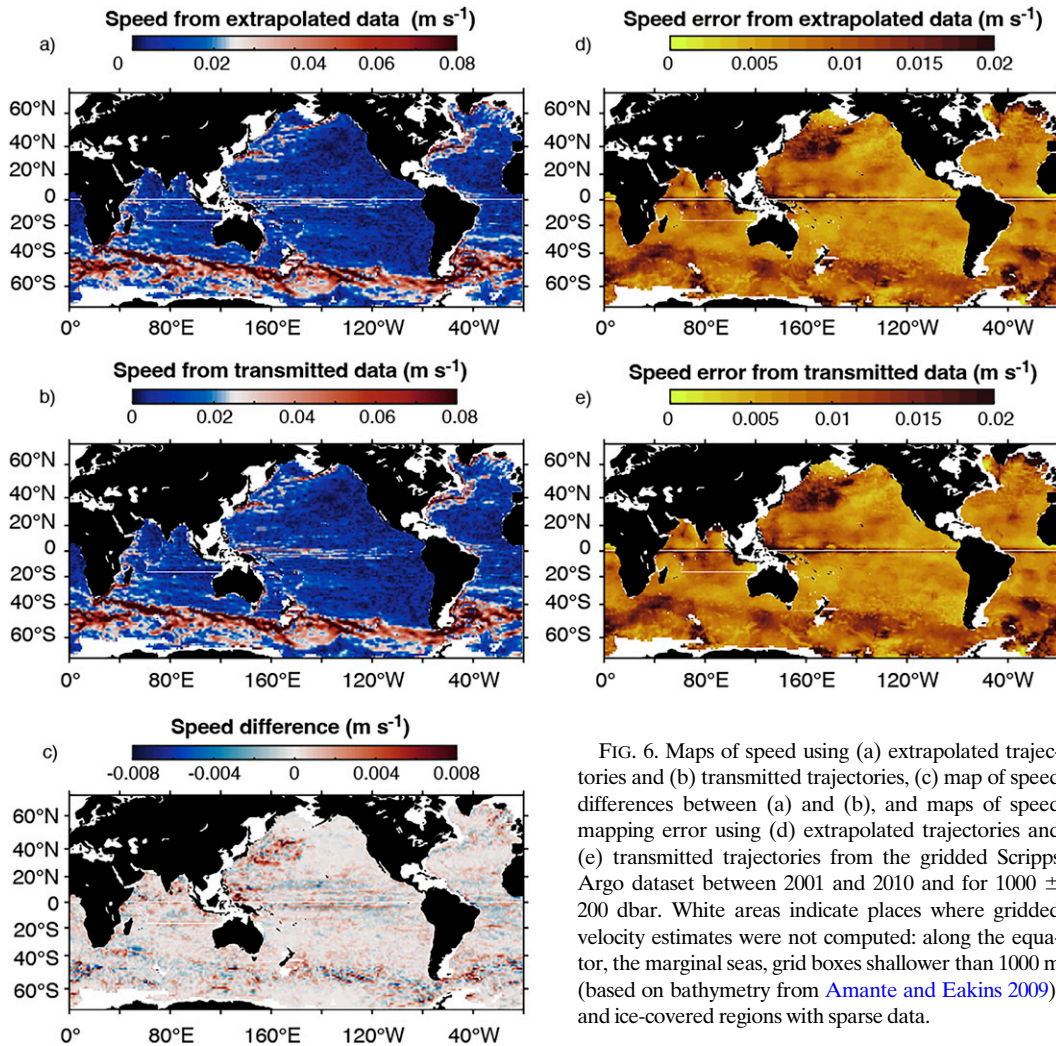 Speed from extrapolated data (m s-1)
a)
0 0.02 0.04 0.06 0.08
60°N
40°N
20°N
0
20°S
40°S
60°S
0° 80°E 160°E 120°W 40°W
Speed error from extrapolated data (m s-1)
d)
0 0.005 0.01 0.015 0.02
60°N
40°N
20°N
0
20°S
40°S
60°S
0° 80°E 160°E 120°W 40°W
Speed from transmitted data (m s-1)
b)
0 0.02 0.04 0.06 0.08
60°N
40°N
20°N
0
20°S
40°S
60°S
0° 80°E 160°E 120°W 40°W
Speed error from transmitted data (m s-1)
e)
0 0.005 0.01 0.015 0.02
60°N
40°N
20°N
0
20°S
40°S
60°S
0° 80°E 160°E 120°W 40°W
Speed difference (m s-1)
c)
-0.008 -0.004 0 0.004 0.008
60°N
40°N
20°N
0
20°S
40°S
60°S
0° 80°E 160°E 120°W 40°W
FIG. 6. Maps of speed using (a) extrapolated trajec-
tories and (b) transmitted trajectories, (c) map of speed
differences between (a) and (b), and maps of speed
mapping error using (d) extrapolated trajectories and
(e) transmitted trajectories from the gridded Scripps
Argo dataset between 2001 and 2010 and for 1000 ±
200 dbar. White areas indicate places where gridded
velocity estimates were not computed: along the equa-
tor, the marginal seas, grid boxes shallower than 1000 m
(based on bathymetry from Amante and Eakins 2009)
and ice-covered regions with sparse data.